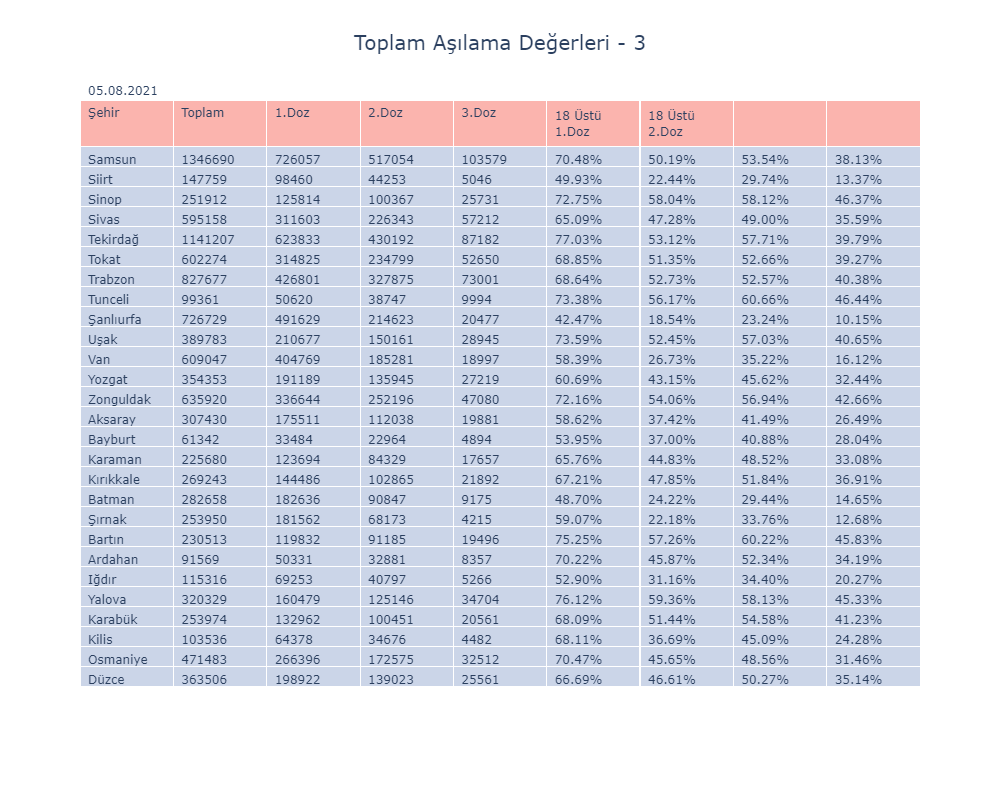 Toplam Aşılama Değerleri - 3
05.08.2021
Şehir Toplam 1.Doz 2.Doz 3.Doz 18 Üstü 1.Doz 18 Üstü 2.Doz
Samsun 1346690 726057 517054 103579 70.48% 50.19% 53.54% 38.13%
Siirt 147759 98460 44253 5046 49.93% 22.44% 29.74% 13.37%
Sinop 251912 125814 100367 25731 72.75% 58.04% 58.12% 46.37%
Sivas 595158 311603 226343 57212 65.09% 47.28% 49.00% 35.59%
Tekirdağ 1141207 623833 430192 87182 77.03% 53.12% 57.71% 39.79%
Tokat 602274 314825 234799 52650 68.85% 51.35% 52.66% 39.27%
Trabzon 827677 426801 327875 73001 68.64% 52.73% 52.57% 40.38%
Tunceli 99361 50620 38747 9994 73.38% 56.17% 60.66% 46.44%
Şanlıurfa 726729 491629 214623 20477 42.47% 18.54% 23.24% 10.15%
Uşak 389783 210677 150161 28945 73.59% 52.45% 57.03% 40.65%
Van 609047 404769 185281 18997 58.39% 26.73% 35.22% 16.12%
Yozgat 354353 191189 135945 27219 60.69% 43.15% 45.62% 32.44%
Zonguldak 635920 336644 252196 47080 72.16% 54.06% 56.94% 42.66%
Aksaray 307430 175511 112038 19881 58.62% 37.42% 41.49% 26.49%
Bayburt 61342 33484 22964 4894 53.95% 37.00% 40.88% 28.04%
Karaman 225680 123694 84329 17657 65.76% 44.83% 48.52% 33.08%
Kırıkkale 269243 144486 102865 21892 67.21% 47.85% 51.84% 36.91%
Batman 282658 182636 90847 9175 48.70% 24.22% 29.44% 14.65%
Şırnak 253950 181562 68173 4215 59.07% 22.18% 33.76% 12.68%
Bartın 230513 119832 91185 19496 75.25% 57.26% 60.22% 45.83%
Ardahan 91569 50331 32881 8357 70.22% 45.87% 52.34% 34.19%
Iğdır 115316 69253 40797 5266 52.90% 31.16% 34.40% 20.27%
Yalova 320329 160479 125146 34704 76.12% 59.36% 58.13% 45.33%
Karabük 253974 132962 100451 20561 68.09% 51.44% 54.58% 41.23%
Kilis 103536 64378 34676 4482 68.11% 36.69% 45.09% 24.28%
Osmaniye 471483 266396 172575 32512 70.47% 45.65% 48.56% 31.46%
Düzce 363506 198922 139023 25561 66.69% 46.61% 50.27% 35.14%